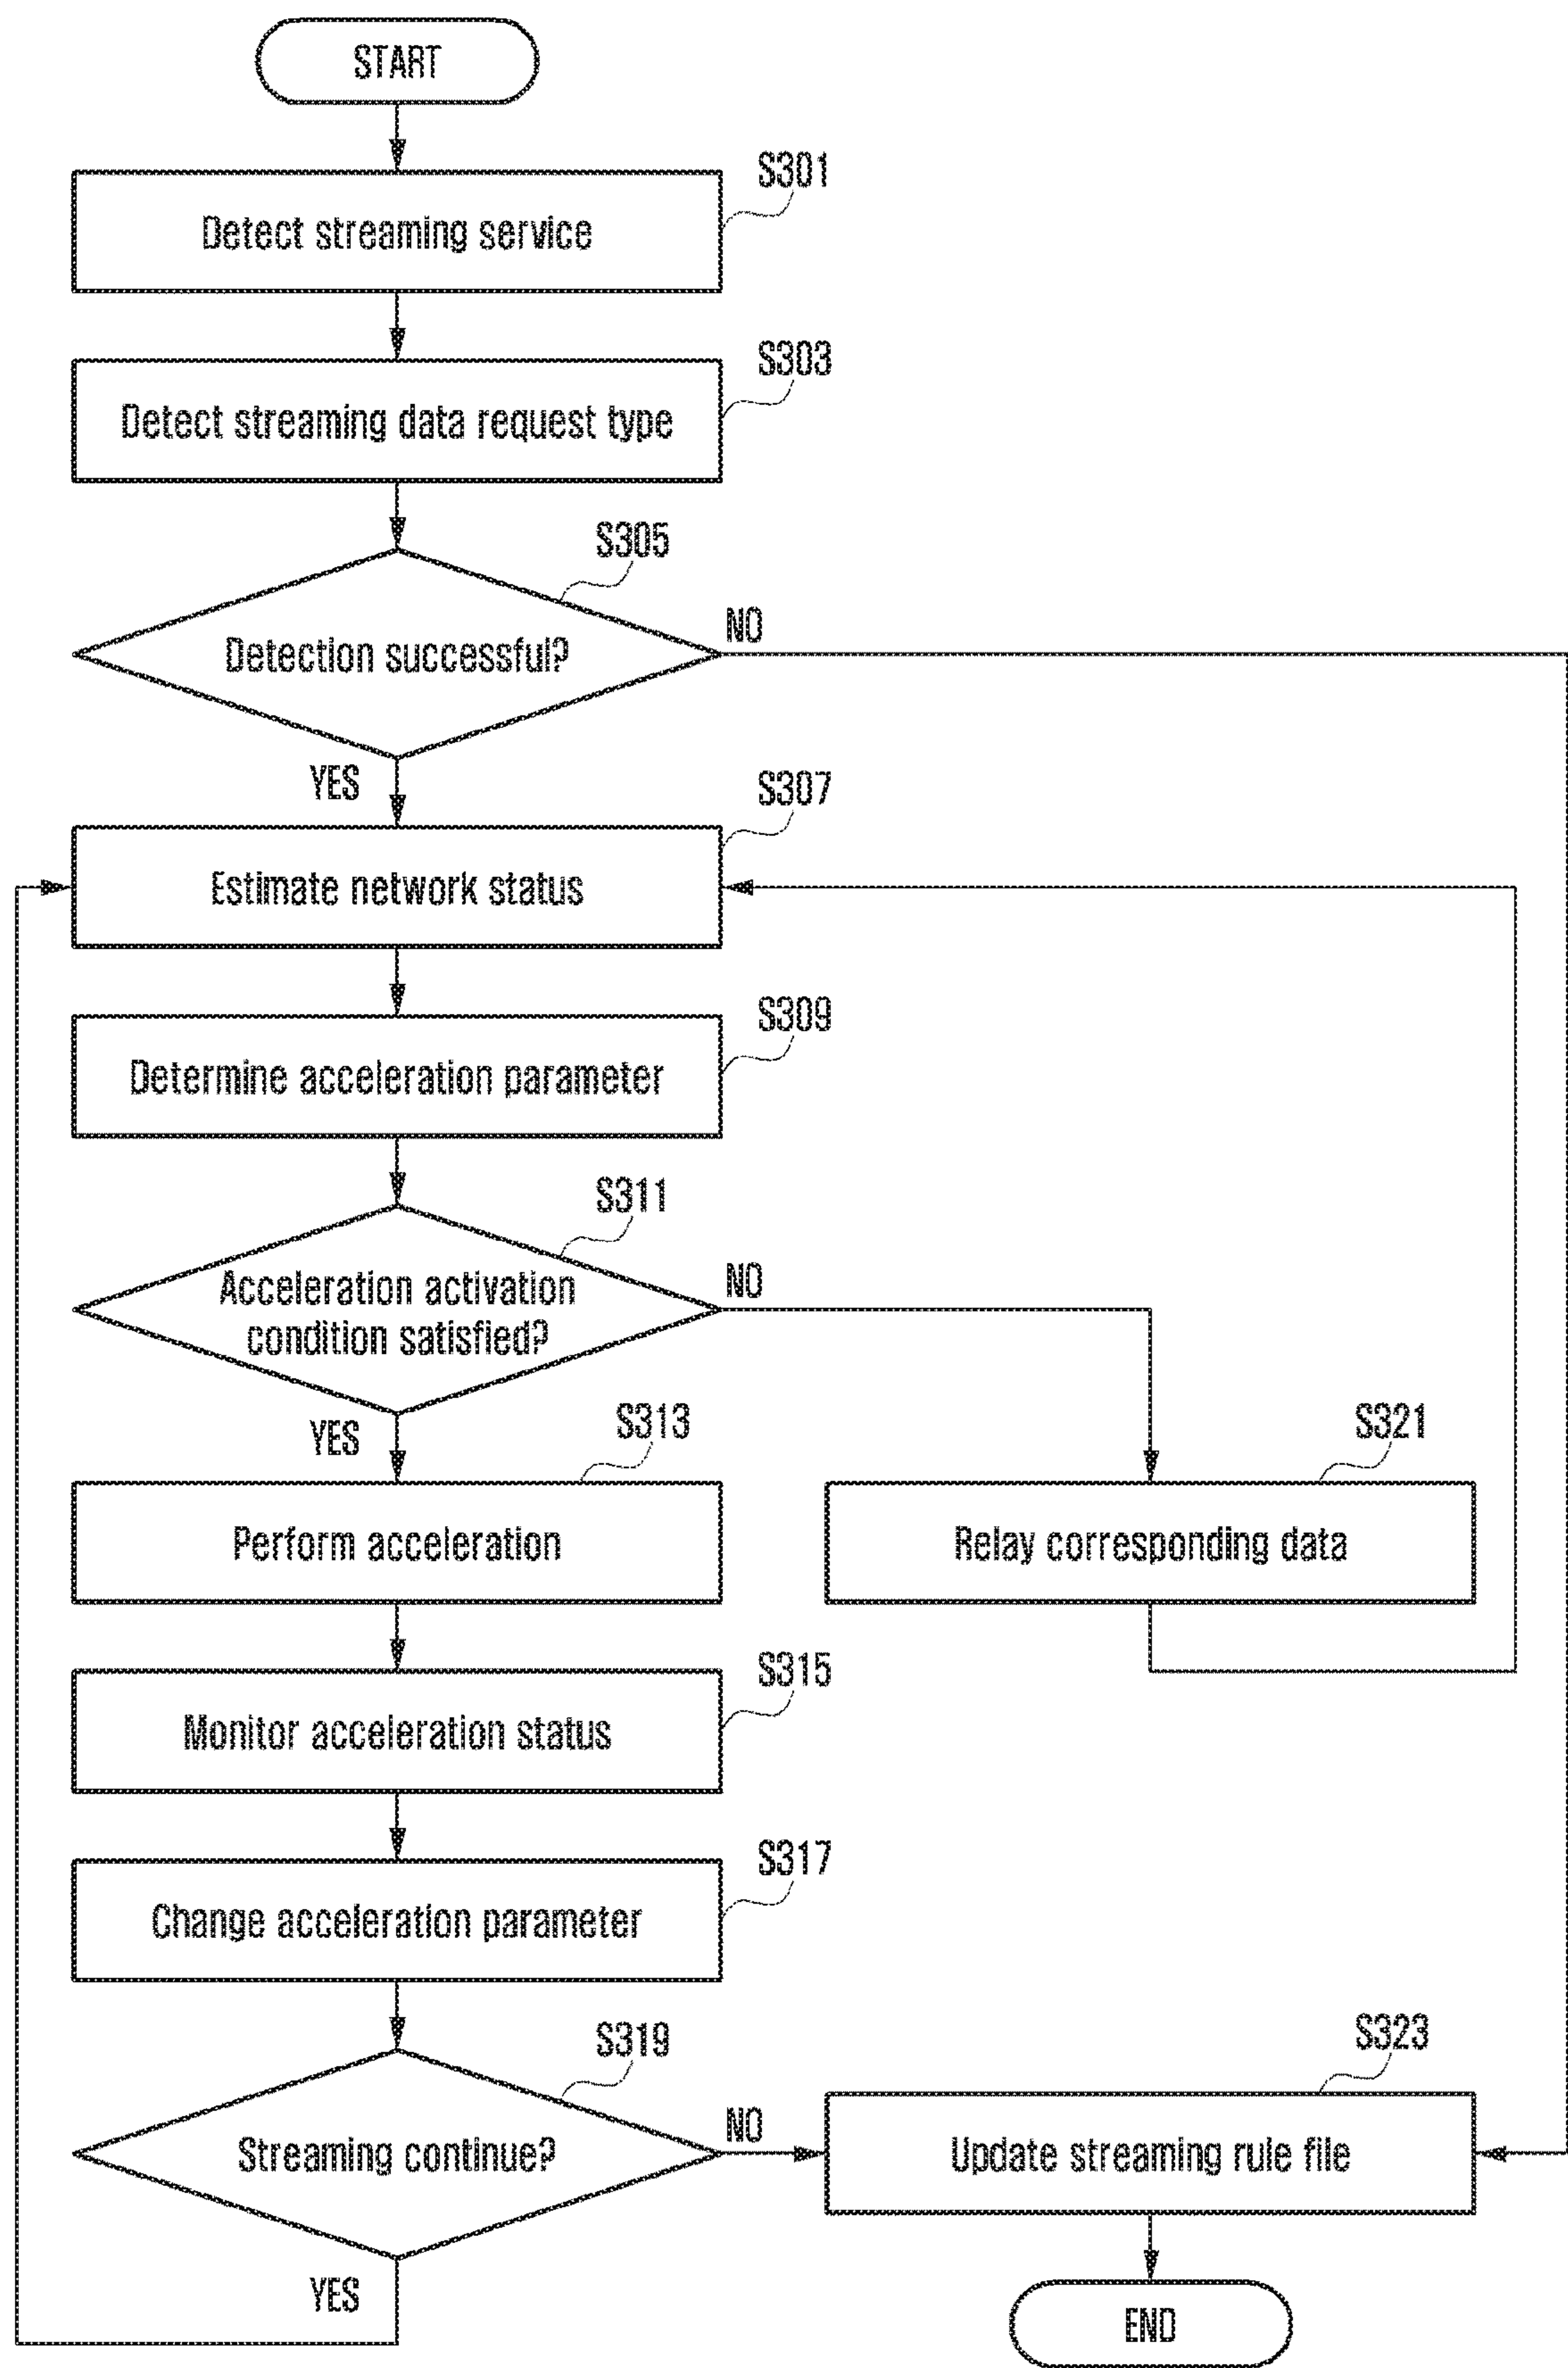 START
S301
Detect streaming service
S303
Detect streaming data request type
S305
Detection successful?
NO
YES
S307
Estimate network status
S309
Determine acceleration parameter
S311
Acceleration activation
condition satisfied?
NO
YES
S313
Perform acceleration
S321
Relay corresponding data
S315
Monitor acceleration status
S317
Change acceleration parameter
S319
Streaming continue?
NO
YES
S323
Update streaming rule file
END